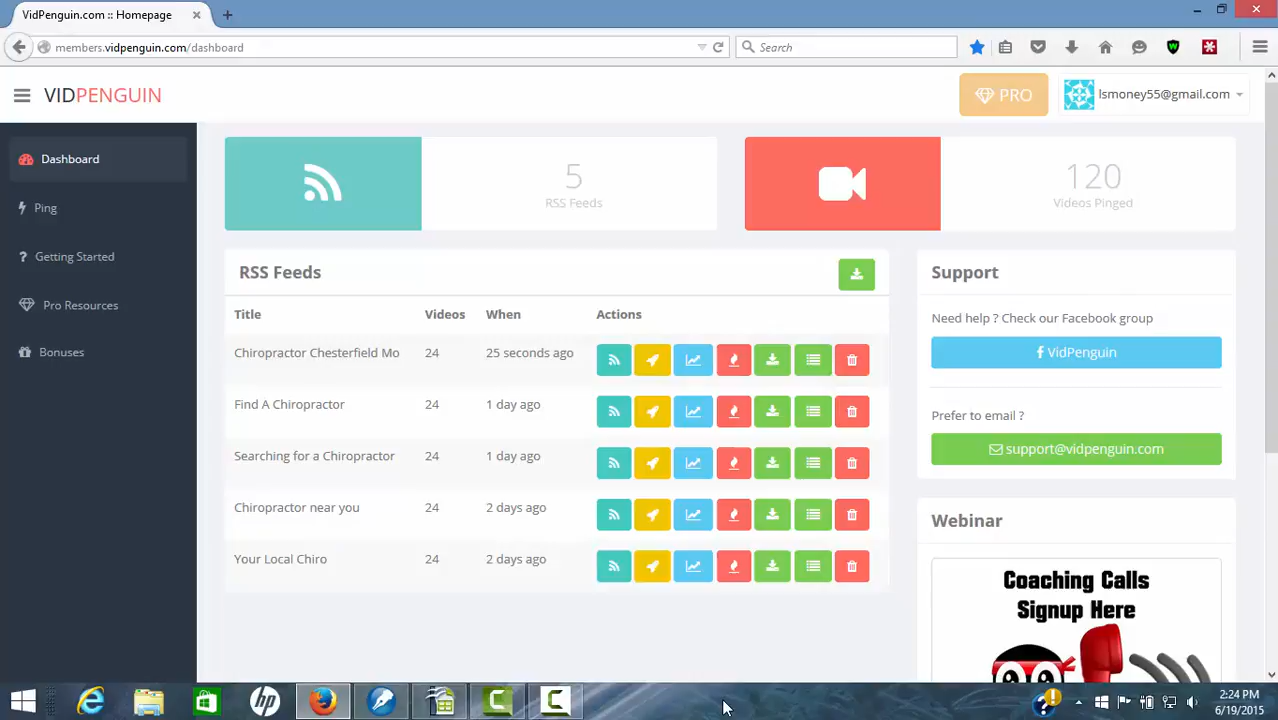 VidPenguin.com :: Homepage
members.vidpenguin.com/dashboard
Search
VIDPENGUIN
PRO
lsmoney55@gmail.com
Dashboard
Ping
Getting Started
Pro Resources
Bonuses
5
RSS Feeds
120
Videos Pinged
RSS Feeds
Title Videos When Actions
Chiropractor Chesterfield Mo 24 25 seconds ago
Find A Chiropractor 24 1 day ago
Searching for a Chiropractor 24 1 day ago
Chiropractor near you 24 2 days ago
Your Local Chiro 24 2 days ago
Support
Need help ? Check our Facebook group
VidPenguin
Prefer to email ?
support@vidpenguin.com
Webinar
Coaching Calls
Signup Here
2:24 PM
6/19/2015